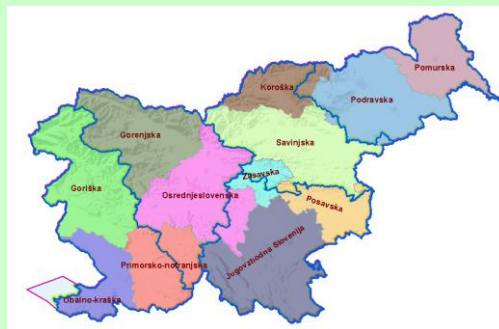 Pomurska
Koroška
Podravska
Gorenjska
Savinjska
Zasavska
Goriška
Osrednjeslovenska
Posavska
Jugovzhodna Slovenija
Primorsko-notranjska
Obalno-kraška